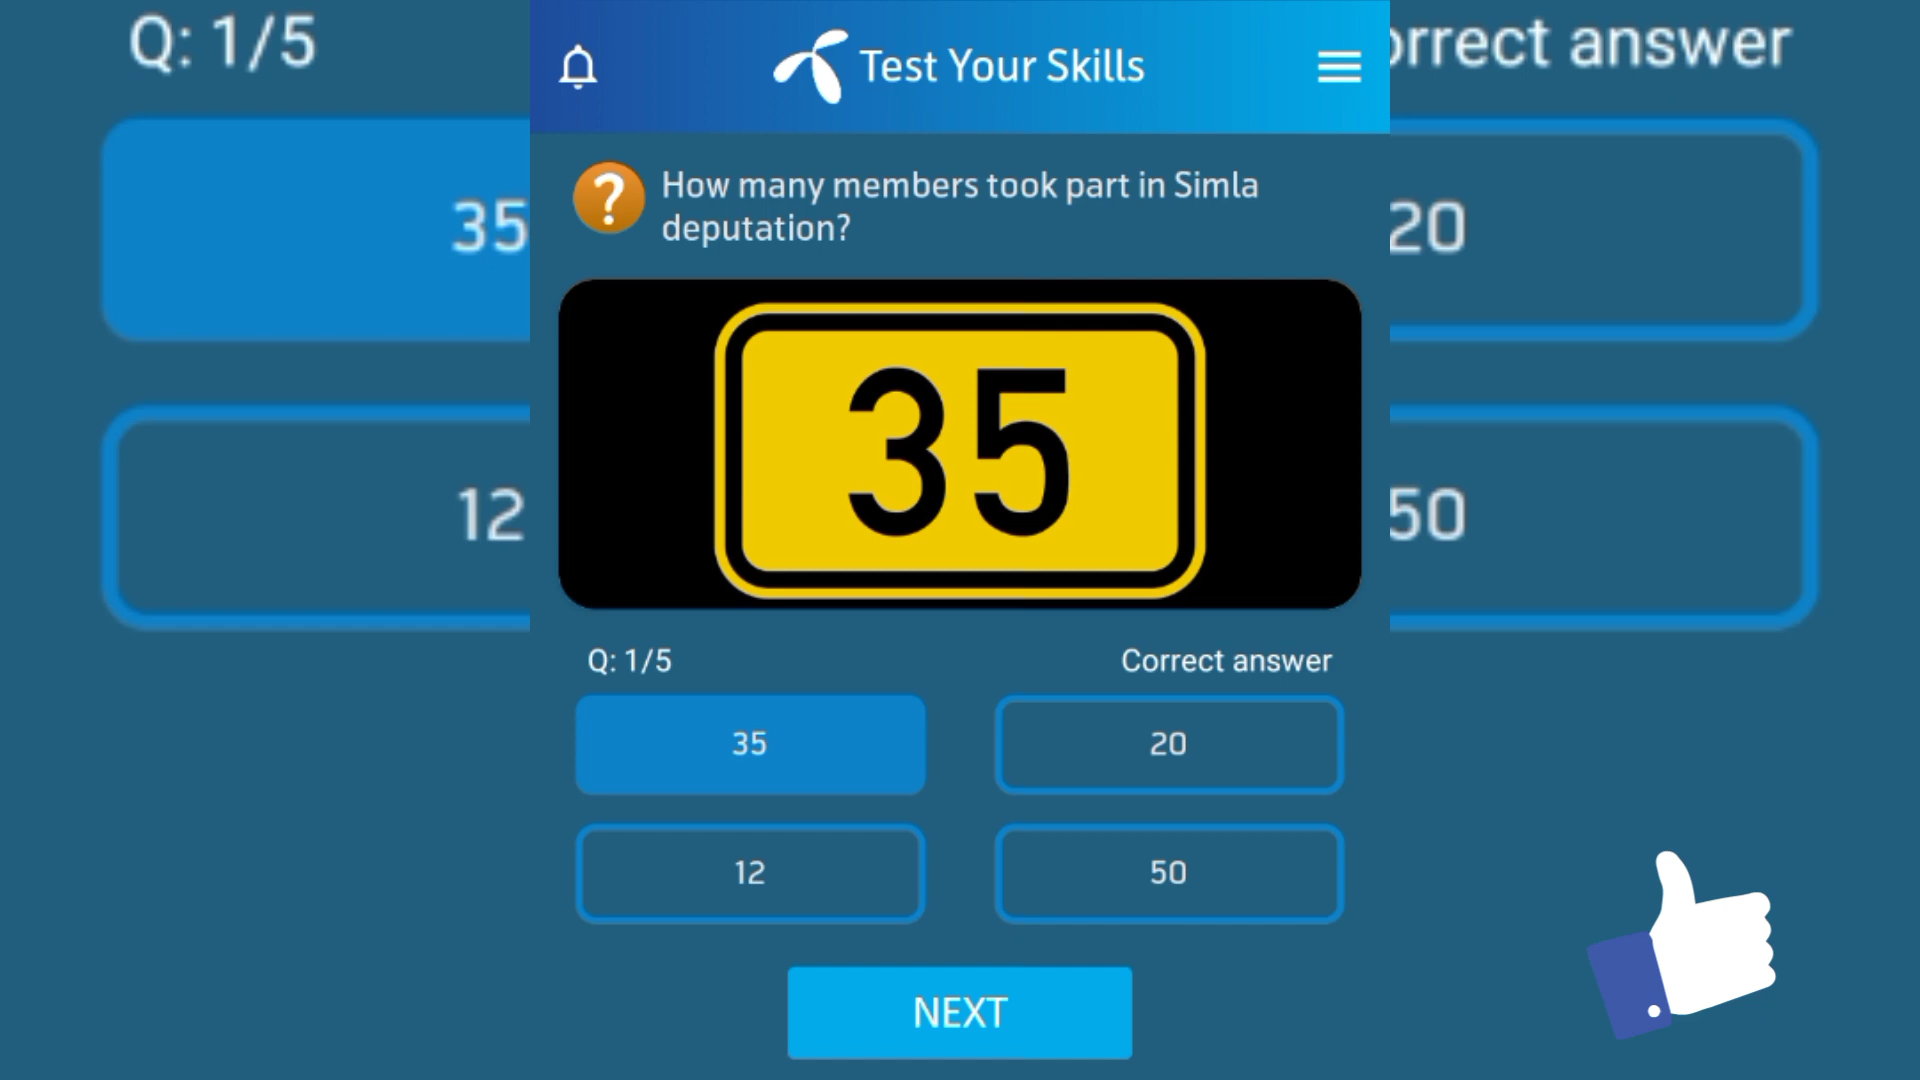 Q: 1/5
orrect answer
Test Your Skills
?
How many members took part in Simla
deputation?
35
20
35
12
50
Q: 1/5
Correct answer
35
20
12
50
NEXT